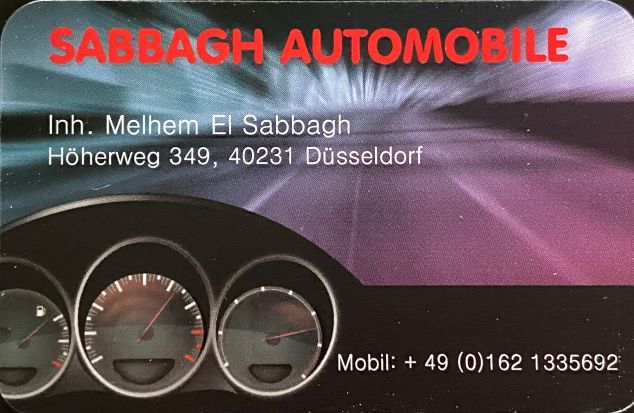 SABBAGH AUTOMOBILE
Inh. Melhem El Sabbagh
Höherweg 349, 40231 Düsseldorf
Mobil: + 49 (0)162 1335692